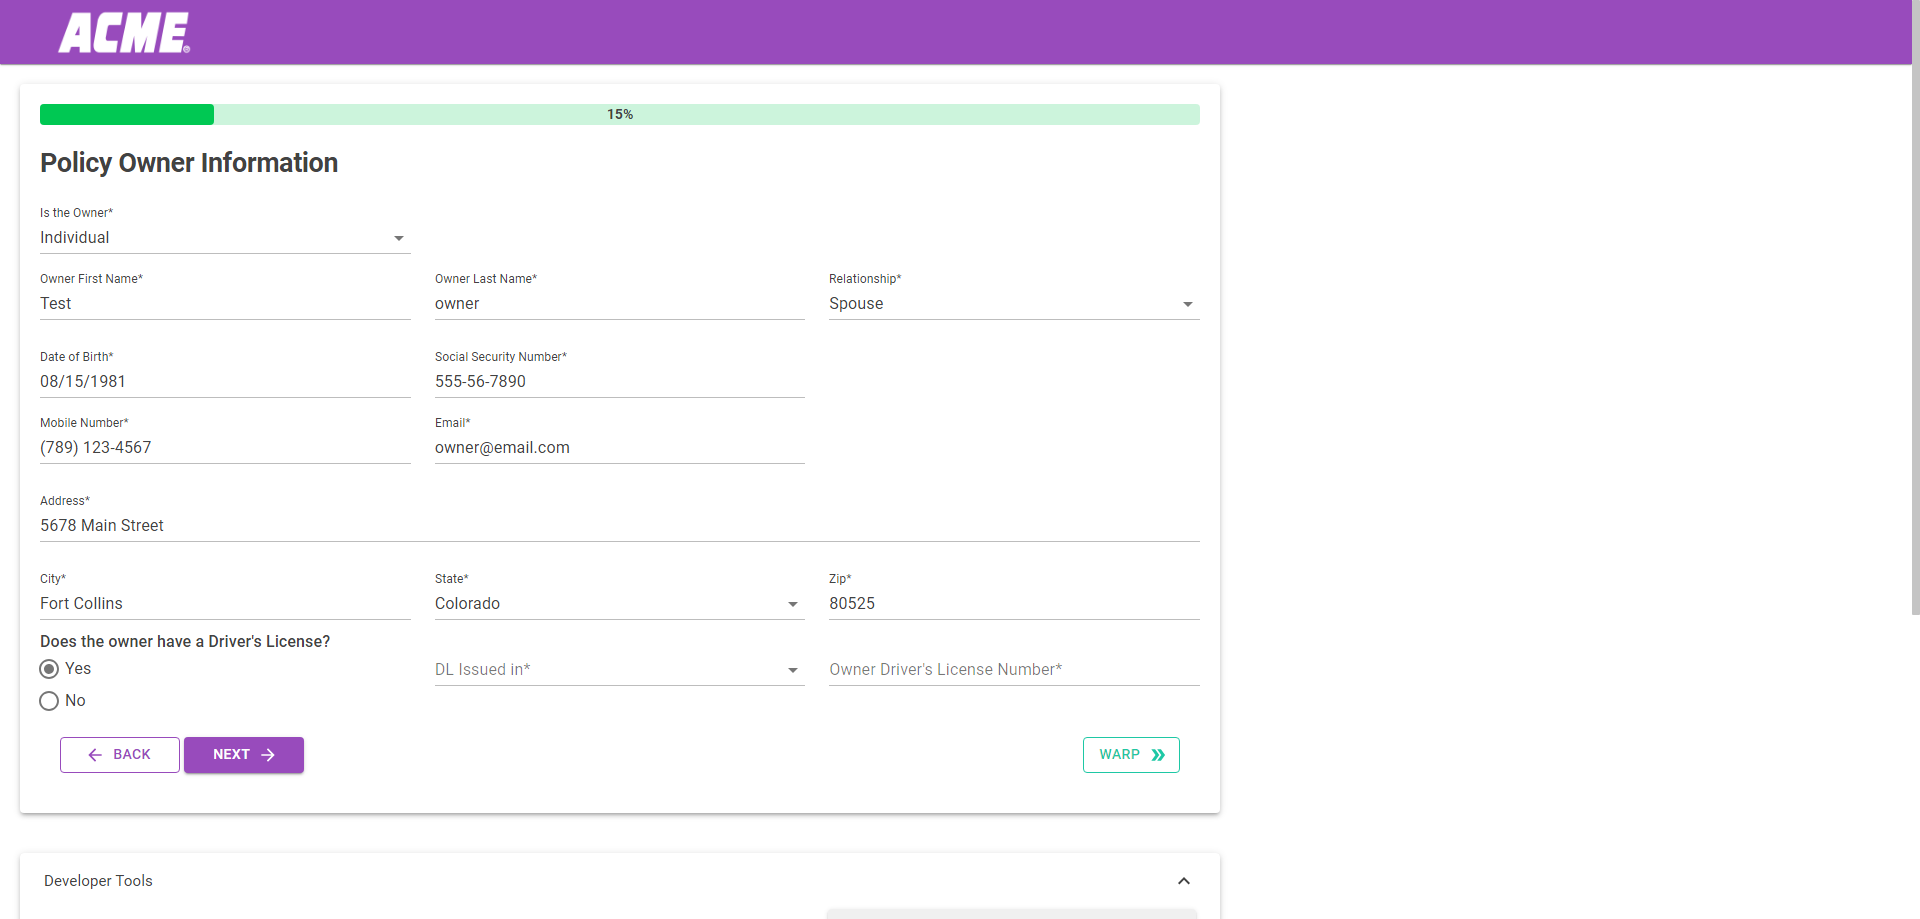 ACME®
15%
Policy Owner Information
Is the Owner*
Individual
Owner First Name* Owner Last Name* Relationship*
Test owner Spouse
Date of Birth* Social Security Number*
08/15/1981 555-56-7890
Mobile Number* Email*
(789) 123-4567 owner@email.com
Address*
5678 Main Street
City* State* Zip*
Fort Collins Colorado 80525
Does the owner have a Driver's License?
Yes DL Issued in* Owner Driver's License Number*
No
BACK NEXT WARP
Developer Tools